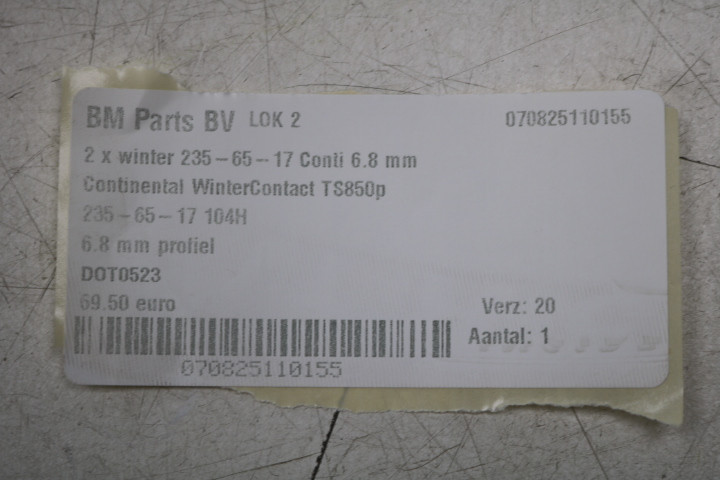 BM Parts BV LOK 2 070825110155
2 x winter 235-65-17 Conti 6.8 mm
Continental WinterContact TS850p
235-65-17 104H
6.8 mm profiel
DOT0523
69.50 euro Verz: 20
Aantal: 1
070825110155